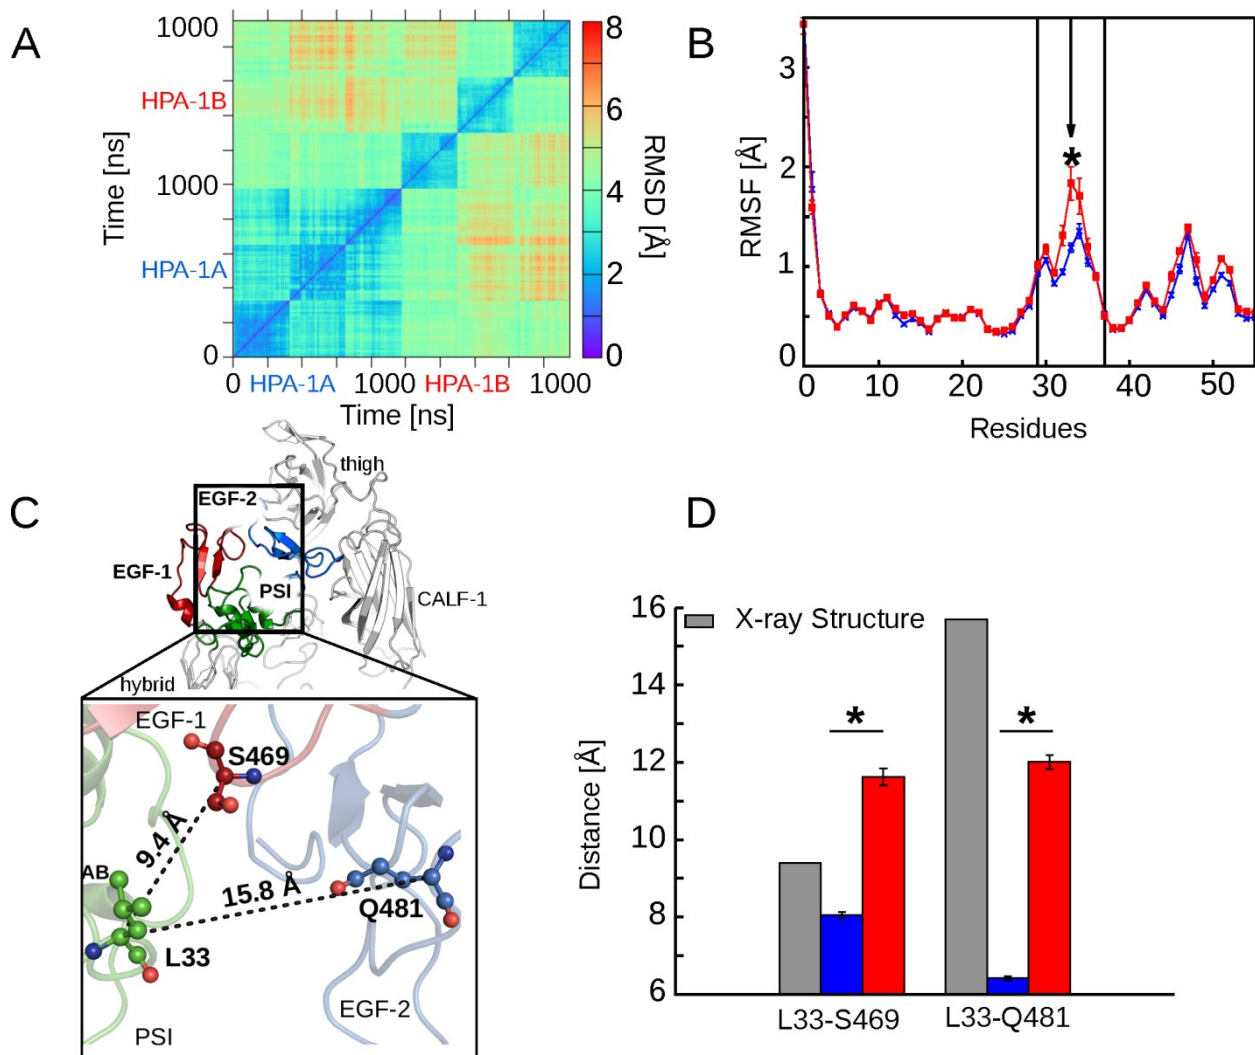 A
1000
HPA-1B
1000
HPA-1A
0
Time [ns]
0 HPA-1A 1000 HPA-1B 1000
Time [ns]
8
6
4
2
0
RMSD [Å]
B
3
2
1
0
RMSF [Å]
*
0 10 20 30 40 50
Residues
C
thigh
EGF-2
EGF-1
PSI
CALF-1
hybrid
EGF-1
S469
9.4 Å
AB
15.8 Å
Q481
L33
EGF-2
PSI
D
16
14
12
10
8
6
Distance [Å]
X-ray Structure
* *
L33-S469 L33-Q481